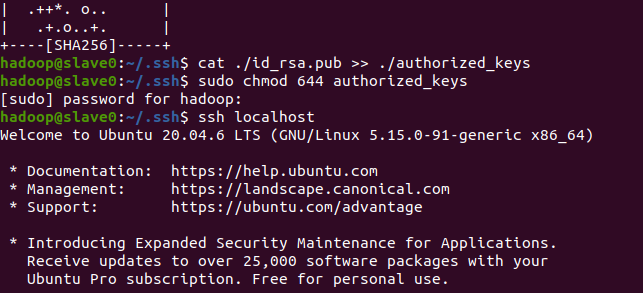 |  .++*. o..      |
|   .+.o..+.      |
+----[SHA256]-----+
hadoop@slave0:~/.ssh$ cat ./id_rsa.pub >> ./authorized_keys
hadoop@slave0:~/.ssh$ sudo chmod 644 authorized_keys
[sudo] password for hadoop:
hadoop@slave0:~/.ssh$ ssh localhost
Welcome to Ubuntu 20.04.6 LTS (GNU/Linux 5.15.0-91-generic x86_64)
 * Documentation:  https://help.ubuntu.com
 * Management:     https://landscape.canonical.com
 * Support:        https://ubuntu.com/advantage
 * Introducing Expanded Security Maintenance for Applications.
   Receive updates to over 25,000 software packages with your
   Ubuntu Pro subscription. Free for personal use.